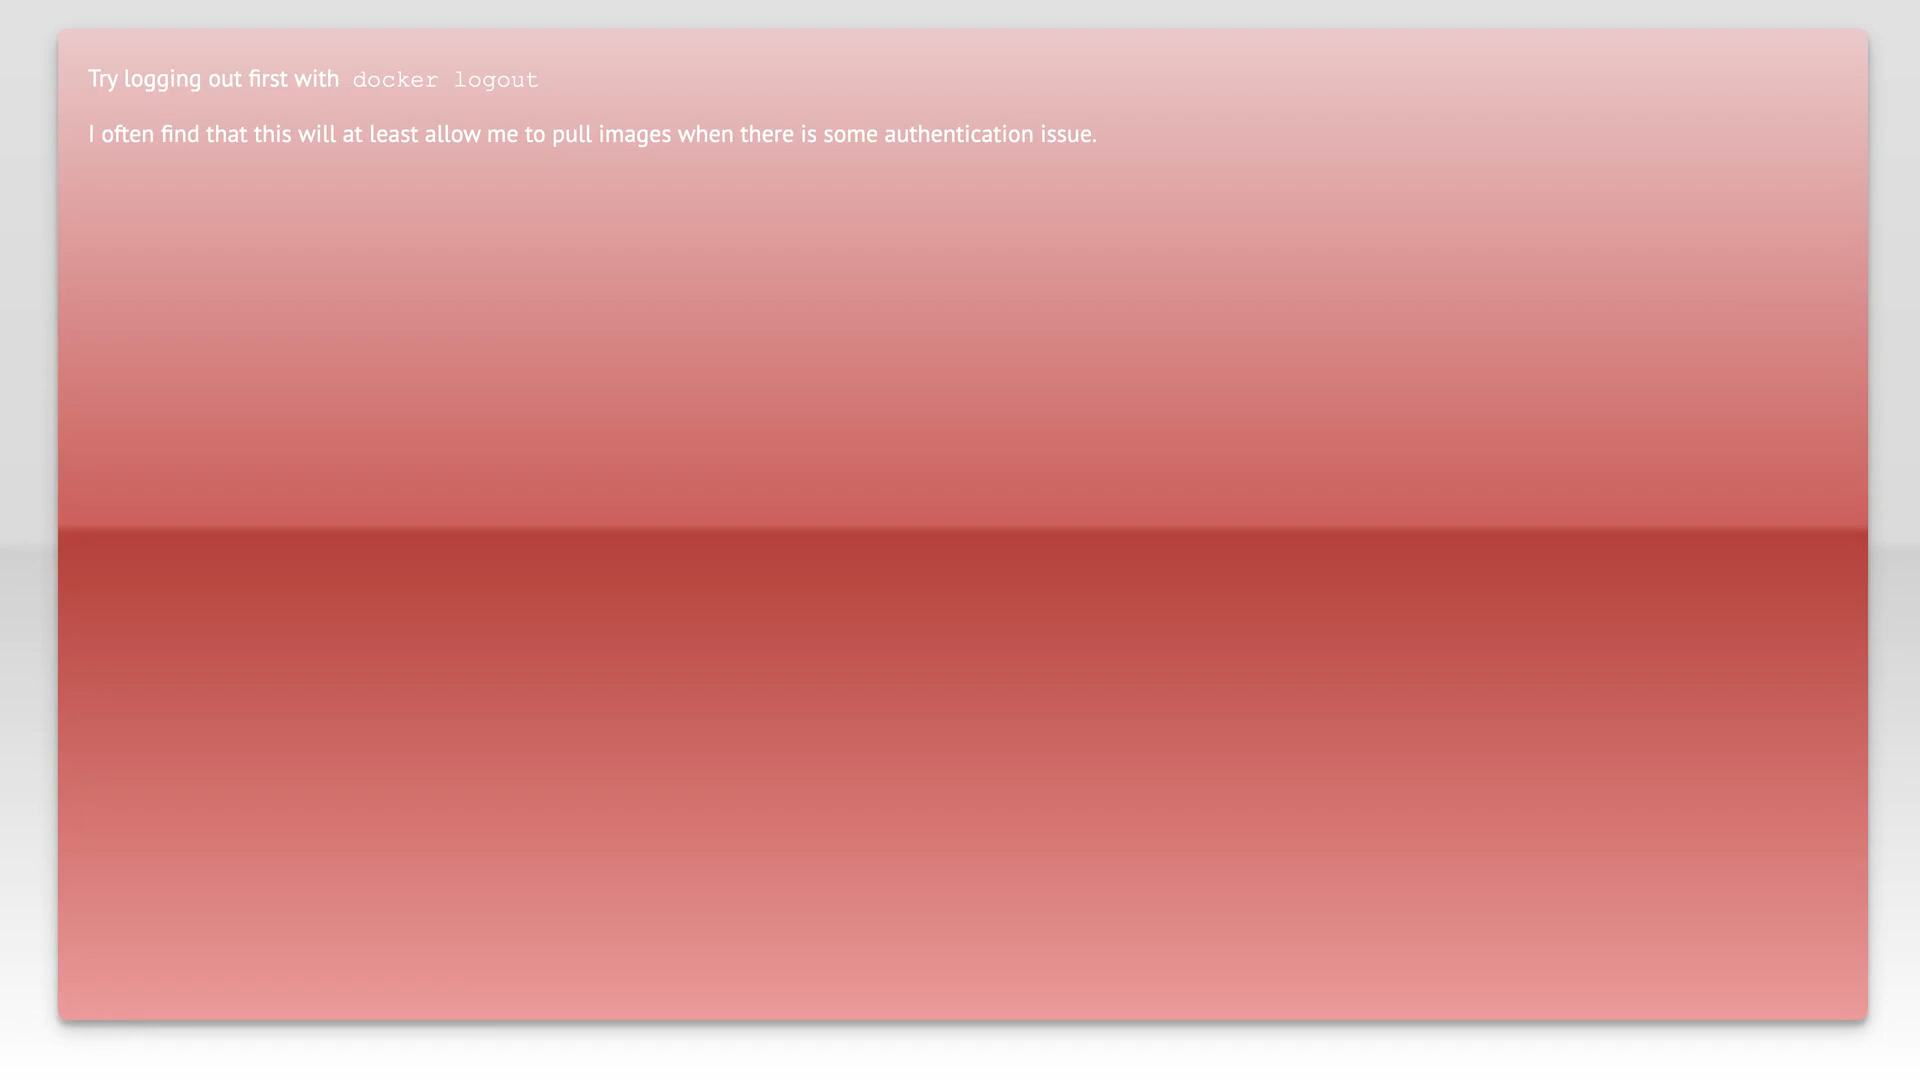 Try logging out first with docker logout
I often find that this will at least allow me to pull images when there is some authentication issue.